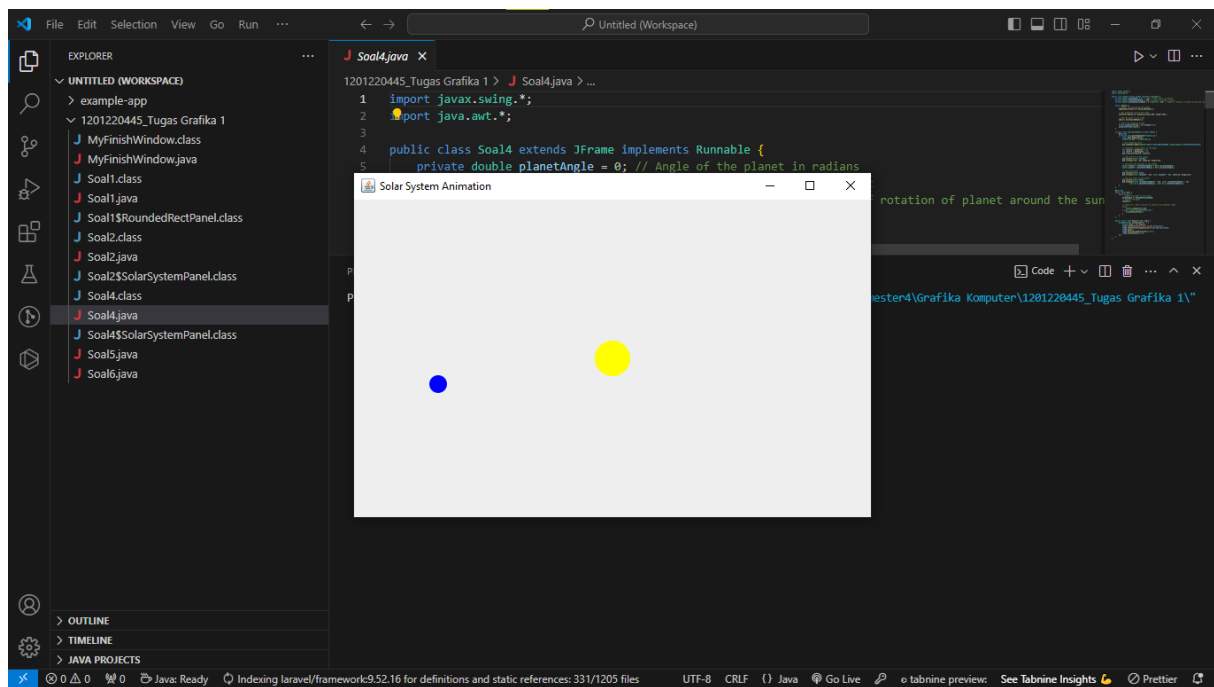 File Edit Selection View Go Run ···
Untitled (Workspace)
EXPLORER
Soal4.java
UNTITLED (WORKSPACE)
example-app
1201220445_Tugas Grafika 1
MyFinishWindow.class
MyFinishWindow.java
Soal1.class
Soal1.java
Soal1$RoundedRectPanel.class
Soal2.class
Soal2.java
Soal2$SolarSystemPanel.class
Soal4.class
Soal4.java
Soal4$SolarSystemPanel.class
Soal5.java
Soal6.java
OUTLINE
TIMELINE
JAVA PROJECTS
1201220445_Tugas Grafika 1 > J Soal4.java > ...
1 import javax.swing.*;
2 import java.awt.*;
3
4 public class Soal4 extends JFrame implements Runnable {
5 private double planetAngle = 0; // Angle of the planet in radians
rotation of planet around the sun
Solar System Animation
P
Code
P
ester4\Grafika Komputer\1201220445_Tugas Grafika 1\"
0 0 0 Java: Ready Indexing laravel/framework:9.52.16 for definitions and static references: 331/1205 files UTF-8 CRLF {} Java Go Live tabnine preview: See Tabnine Insights Prettier